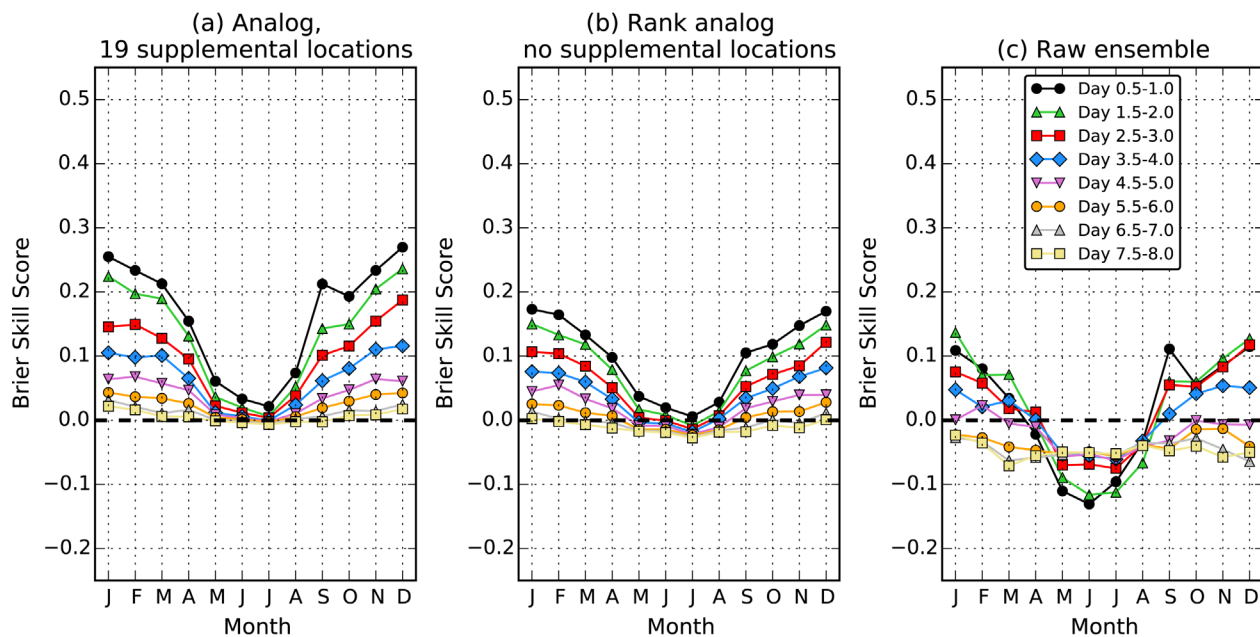 (a) Analog,
19 supplemental locations
0.5
0.4
0.3
0.2
0.1
0.0
−0.1
−0.2
Brier Skill Score
J F M A M J J A S O N D
Month
(b) Rank analog
no supplemental locations
0.5
0.4
0.3
0.2
0.1
0.0
−0.1
−0.2
Brier Skill Score
J F M A M J J A S O N D
Month
(c) Raw ensemble
0.5
0.4
0.3
0.2
0.1
0.0
−0.1
−0.2
Brier Skill Score
Day 0.5-1.0
Day 1.5-2.0
Day 2.5-3.0
Day 3.5-4.0
Day 4.5-5.0
Day 5.5-6.0
Day 6.5-7.0
Day 7.5-8.0
J F M A M J J A S O N D
Month